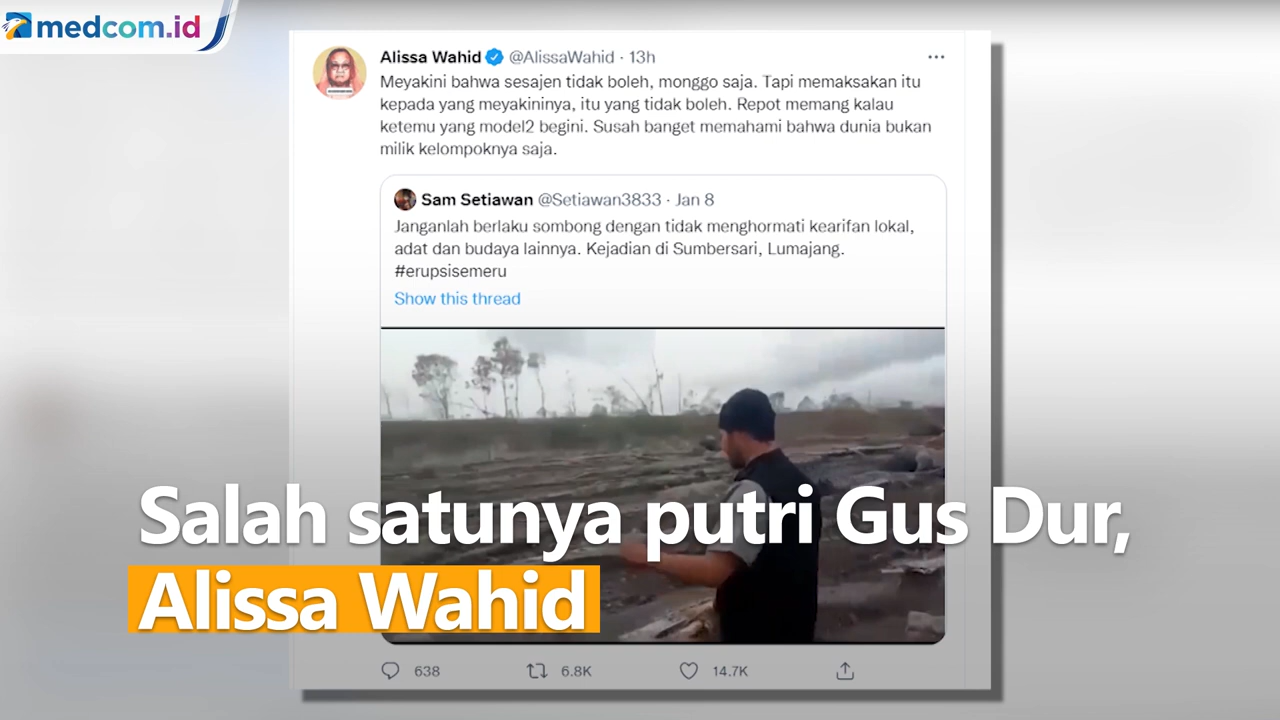 medcom.id
Alissa Wahid @AlissaWahid · 13h
Meyakini bahwa sesajen tidak boleh, monggo saja. Tapi memaksakan itu
kepada yang meyakininya, itu yang tidak boleh. Repot memang kalau
ketemu yang model2 begini. Susah banget memahami bahwa dunia bukan
milik kelompoknya saja.
Sam Setiawan @Setiawan3833 · Jan 8
Janganlah berlaku sombong dengan tidak menghormati kearifan lokal,
adat dan budaya lainnya. Kejadian di Sumbersari, Lumajang.
#erupsisemeru
Show this thread
Salah satunya putri Gus Dur,
Alissa Wahid
638 6.8K 14.7K